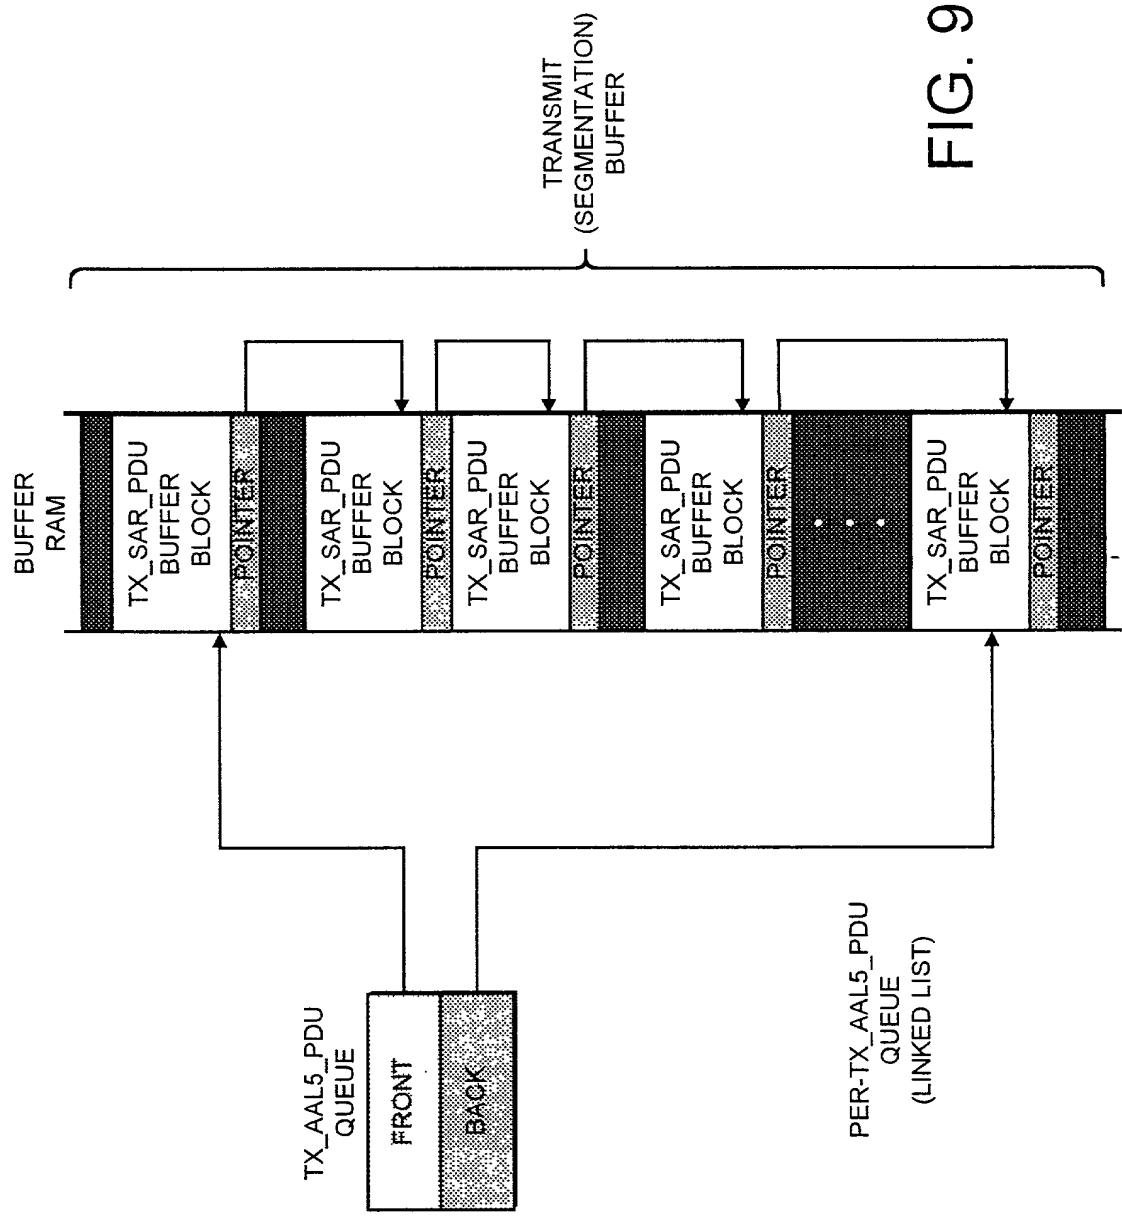 BUFFER
RAM
TX_SAR_PDU
BUFFER
BLOCK
POINTER
TX_SAR_PDU
BUFFER
BLOCK
POINTER
TX_SAR_PDU
BUFFER
BLOCK
POINTER
TX_SAR_PDU
BUFFER
BLOCK
POINTER
TX_SAR_PDU
BUFFER
BLOCK
POINTER
TRANSMIT
(SEGMENTATION)
BUFFER
TX_AAL5_PDU
QUEUE
FRONT
BACK
PER-TX_AAL5_PDU
QUEUE
(LINKED LIST)
FIG. 9